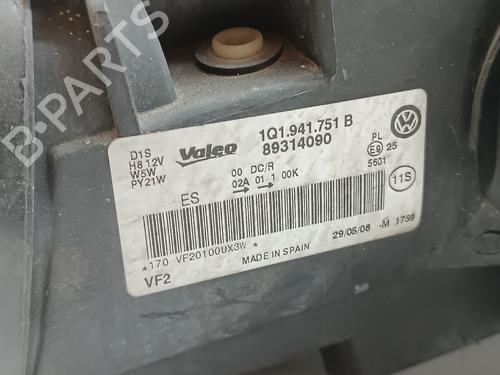 B-PARTS
D1S
H8 12V
W5W
PY21W
Valeo
1Q1.941.751 B
89314090
00 DC/R
02A 01 1 00K
ES
PL
E9 25
5601
11S
*170 VF20100UX3W *
29/05/08 -M 1759
MADE IN SPAIN
VF2